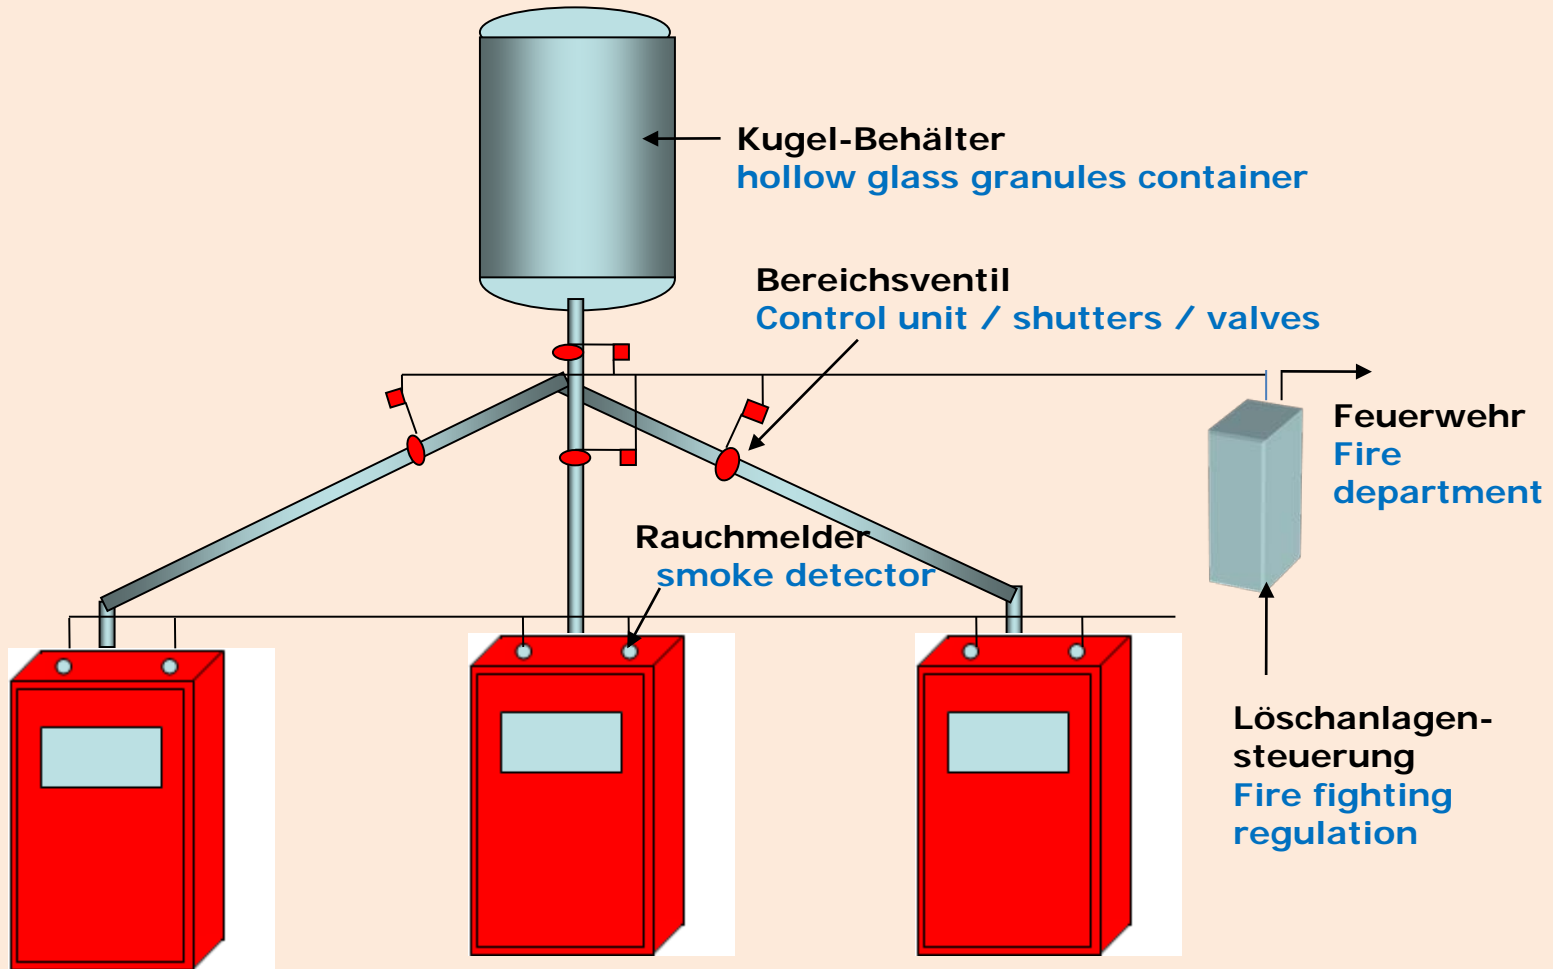 Kugel-Behälter
hollow glass granules container
Bereichsventil
Control unit / shutters / valves
Feuerwehr
Fire
department
Rauchmelder
smoke detector
Löschanlagen-
steuerung
Fire fighting
regulation